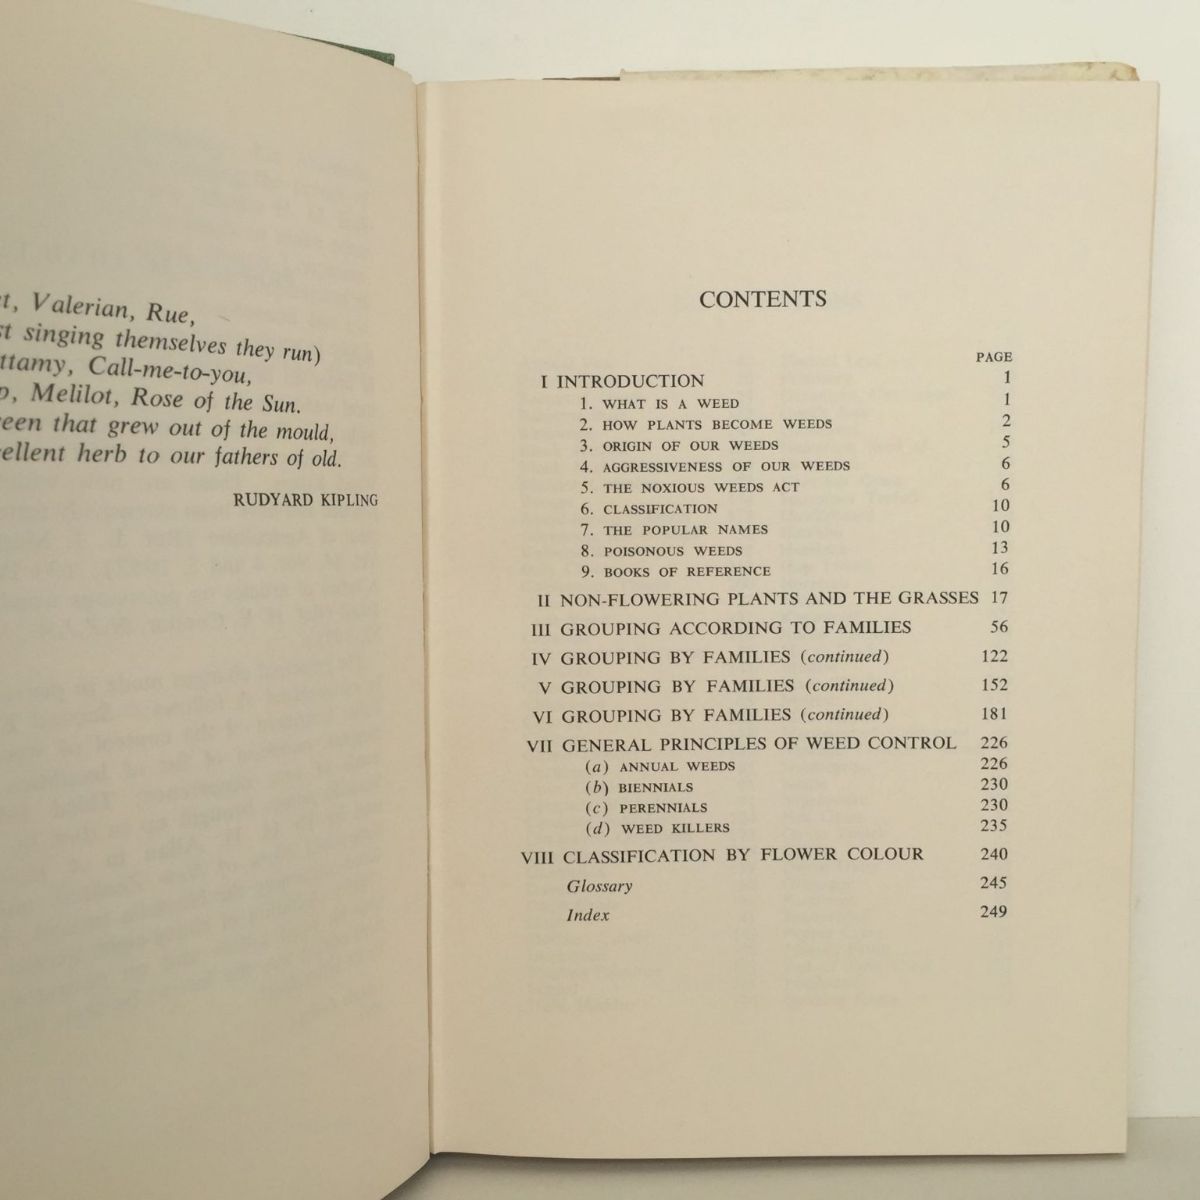 Valerian, Rue,
singing themselves they run)
Call-me-to-you,
Melilot, Rose of the Sun.
that grew out of the mould,
herb to our fathers of old.
RUDYARD KIPLING
CONTENTS
PAGE
I INTRODUCTION 1
1. WHAT IS A WEED 1
2. HOW PLANTS BECOME WEEDS 2
3. ORIGIN OF OUR WEEDS 5
4. AGGRESSIVENESS OF OUR WEEDS 6
5. THE NOXIOUS WEEDS ACT 6
6. CLASSIFICATION 10
7. THE POPULAR NAMES 10
8. POISONOUS WEEDS 13
9. BOOKS OF REFERENCE 16
II NON-FLOWERING PLANTS AND THE GRASSES 17
III GROUPING ACCORDING TO FAMILIES 56
IV GROUPING BY FAMILIES (continued) 122
V GROUPING BY FAMILIES (continued) 152
VI GROUPING BY FAMILIES (continued) 181
VII GENERAL PRINCIPLES OF WEED CONTROL 226
(a) ANNUAL WEEDS 226
(b) BIENNIALS 230
(c) PERENNIALS 230
(d) WEED KILLERS 235
VIII CLASSIFICATION BY FLOWER COLOUR 240
Glossary 245
Index 249